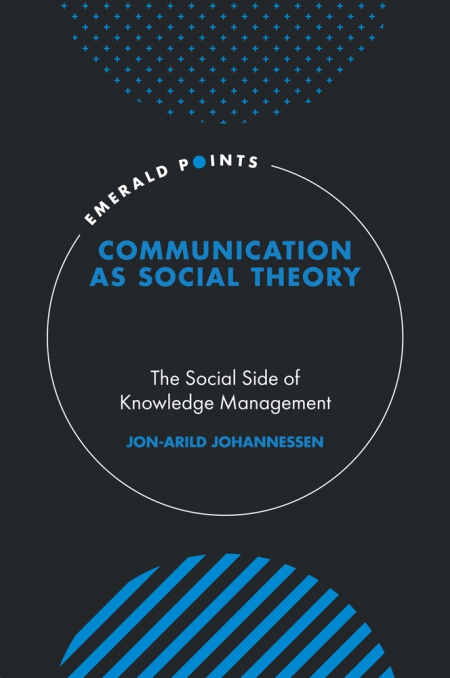 EMERALD POINTS
COMMUNICATION
AS SOCIAL THEORY
The Social Side of
Knowledge Management
JON-ARILD JOHANNESSEN